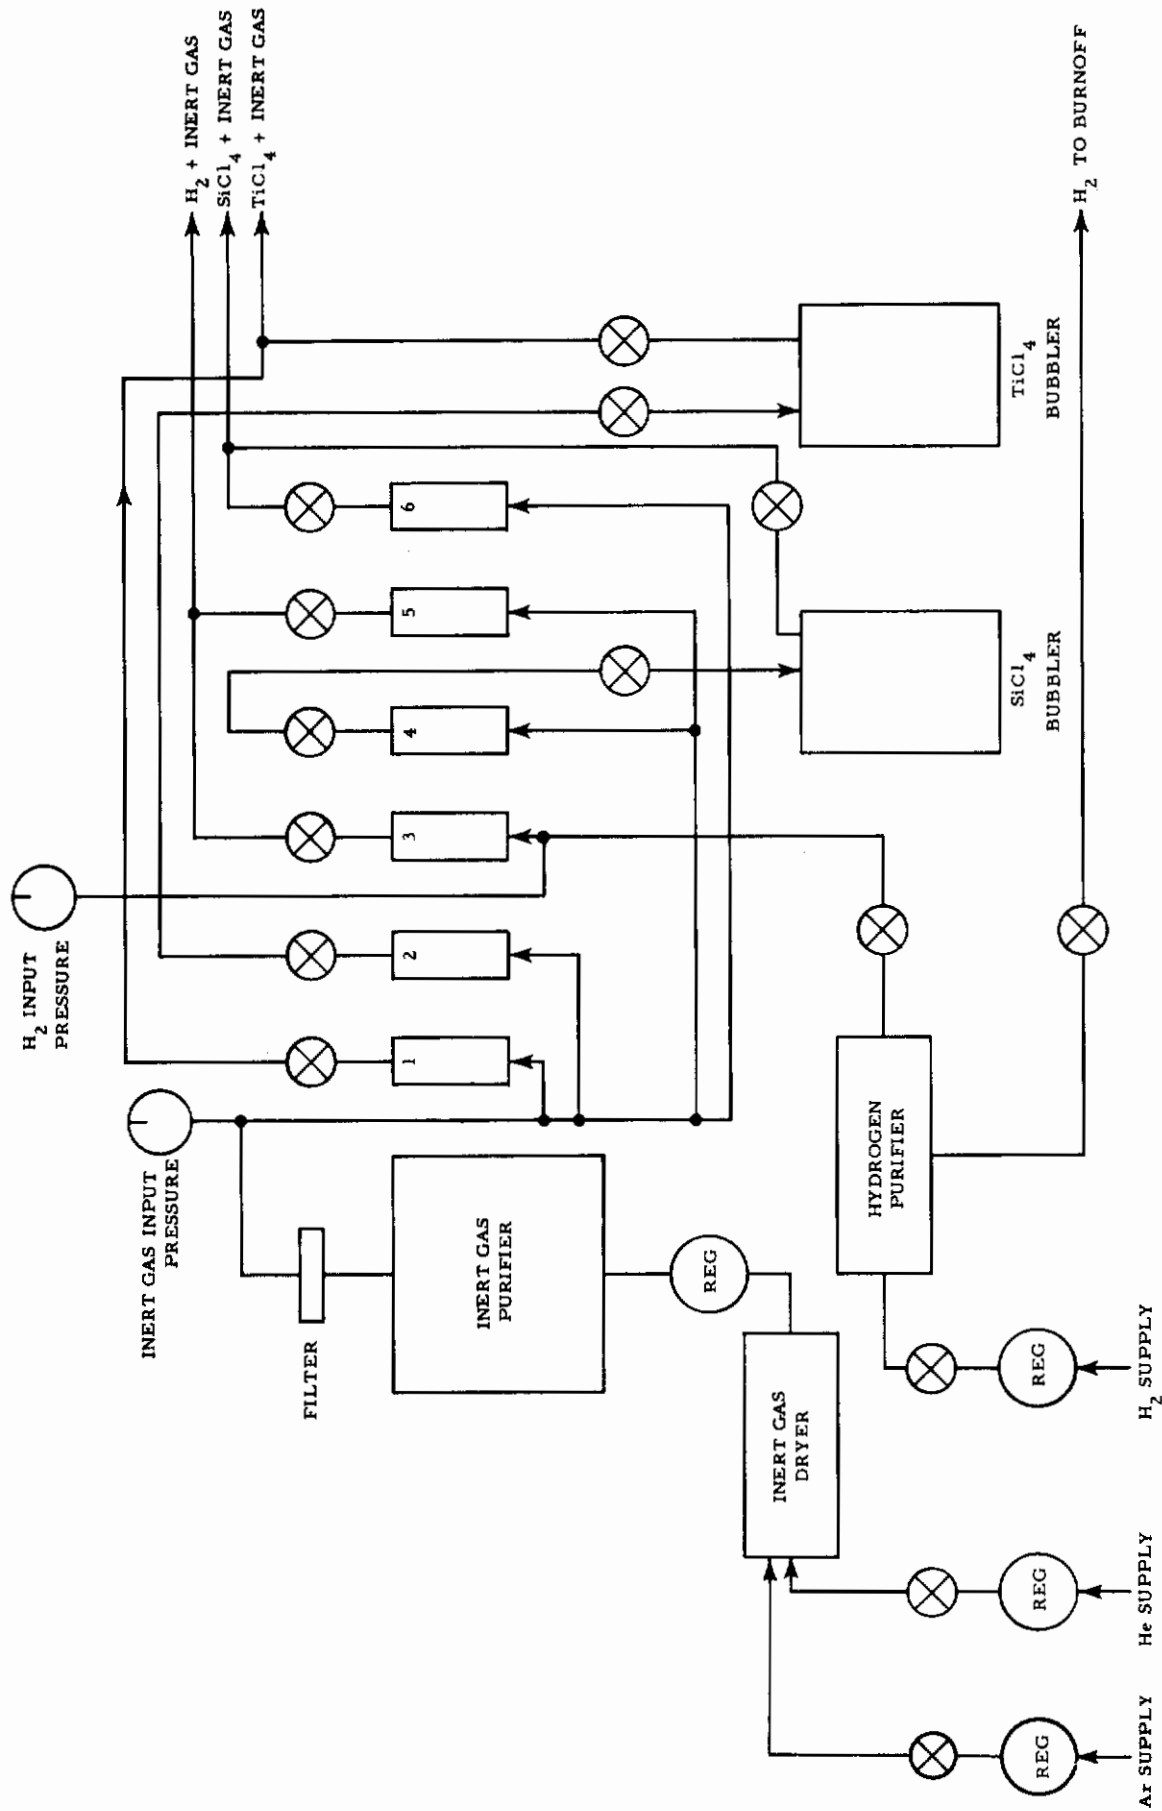 H2 INPUT
PRESSURE
INERT GAS INPUT
PRESSURE
H2 + INERT GAS
SiCl4 + INERT GAS
TiCl4 + INERT GAS
FILTER
INERT GAS
PURIFIER
1
2
3
4
5
6
REG
INERT GAS
DRYER
HYDROGEN
PURIFIER
SiCl4
BUBBLER
TiCl4
BUBBLER
H2 TO BURNOFF
REG
REG
REG
Ar SUPPLY
He SUPPLY
H2 SUPPLY